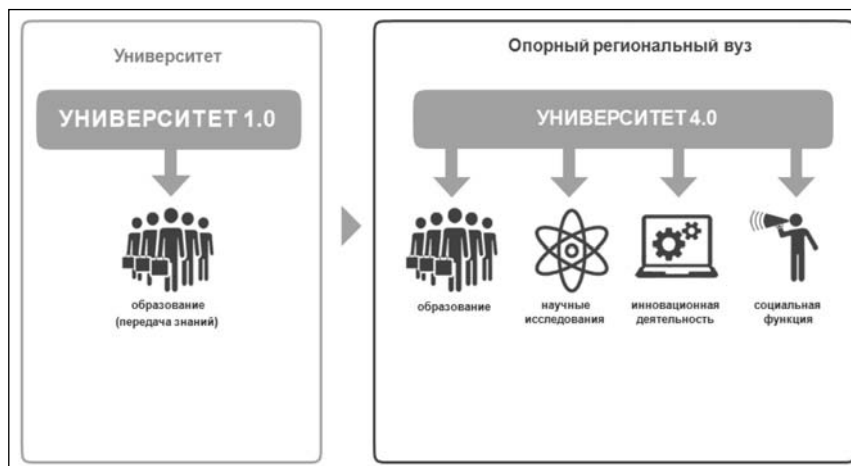 Университет
УНИВЕРСИТЕТ 1.0
образование
(передача знаний)
Опорный региональный вуз
УНИВЕРСИТЕТ 4.0
образование
научные
исследования
инновационная
деятельность
социальная
функция